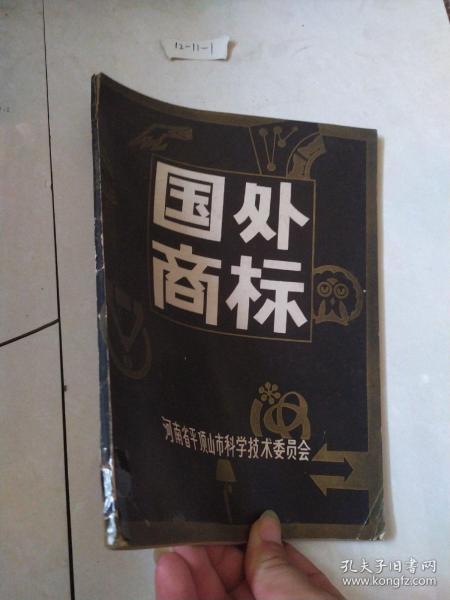 12-11-1
国处
商标
河南省平顶山市科学技术委员会
孔夫子旧书网
www.kongfz.com